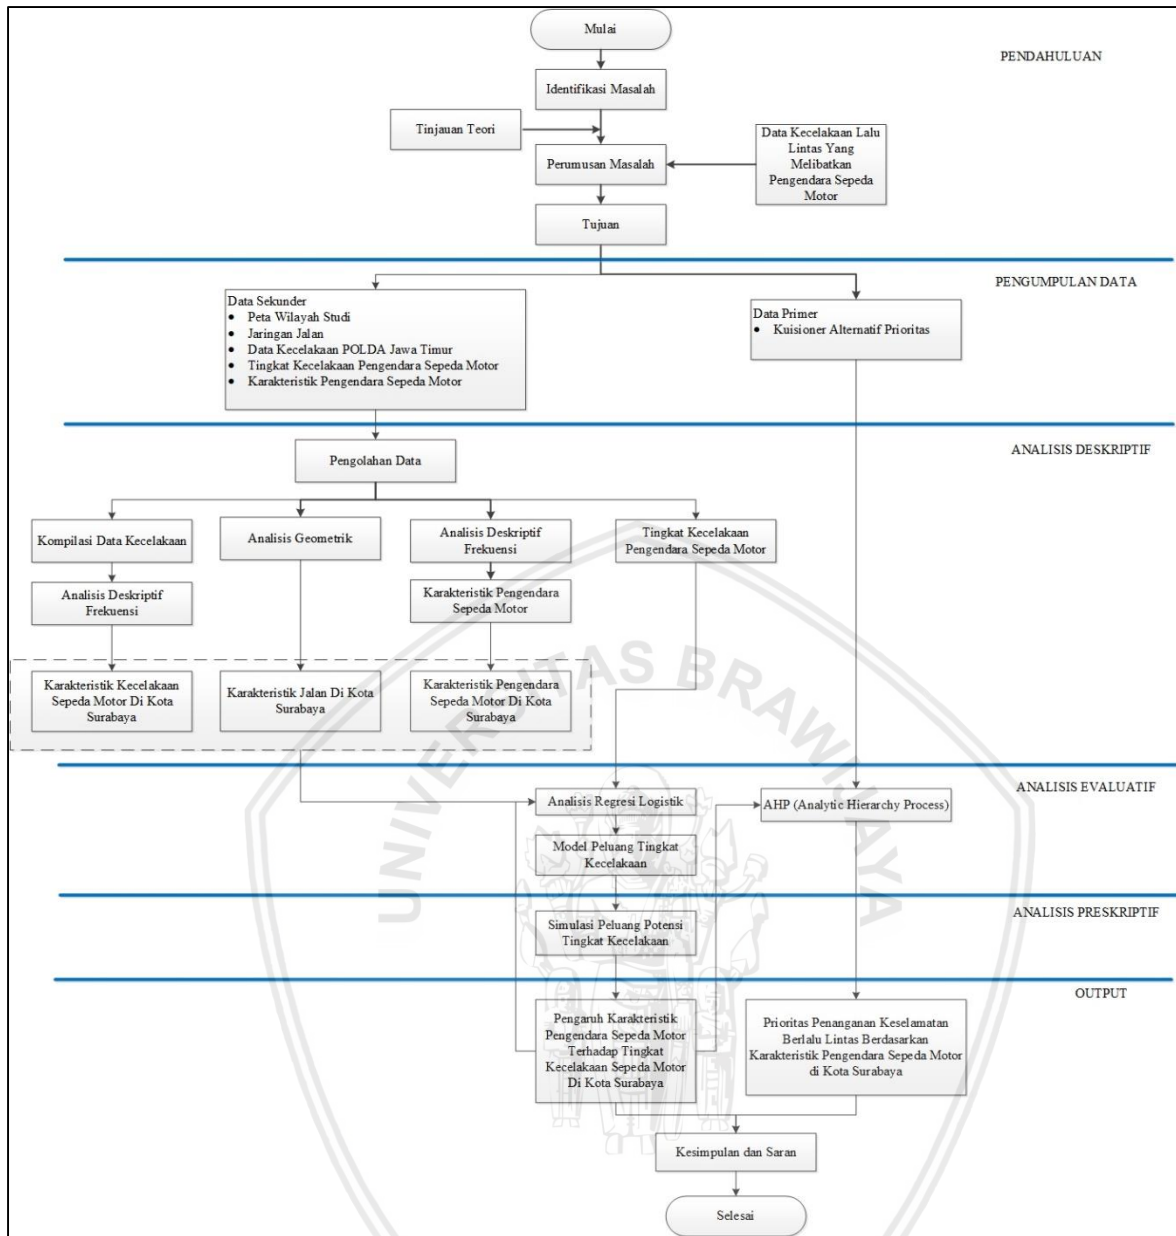 Mulai
PENDAHULUAN
Identifikasi Masalah
Tinjauan Teori
Data Kecelakaan Lalu
Lintas Yang
Melibatkan
Pengendara Sepeda
Motor
Perumusan Masalah
Tujuan
PENGUMPULAN DATA
Data Sekunder
• Peta Wilayah Studi
• Jaringan Jalan
• Data Kecelakaan POLDA Jawa Timur
• Tingkat Kecelakaan Pengendara Sepeda Motor
• Karakteristik Pengendara Sepeda Motor
Data Primer
• Kuisioner Alternatif Prioritas
ANALISIS DESKRIPTIF
Pengolahan Data
Kompilasi Data Kecelakaan
Analisis Geometrik
Analisis Deskriptif
Frekuensi
Tingkat Kecelakaan
Pengendara Sepeda Motor
Analisis Deskriptif
Frekuensi
Karakteristik Pengendara
Sepeda Motor
Karakteristik Kecelakaan
Sepeda Motor Di Kota
Surabaya
Karakteristik Jalan Di Kota
Surabaya
Karakteristik Pengendara
Sepeda Motor Di Kota
Surabaya
UNIVERSITAS BRAWIJAYA
ANALISIS EVALUATIF
Analisis Regresi Logistik
AHP (Analytic Hierarchy Process)
Model Peluang Tingkat
Kecelakaan
ANALISIS PRESKRIPTIF
Simulasi Peluang Potensi
Tingkat Kecelakaan
OUTPUT
Pengaruh Karakteristik
Pengendara Sepeda Motor
Terhadap Tingkat
Kecelakaan Sepeda Motor
Di Kota Surabaya
Prioritas Penanganan Keselamatan
Berlalu Lintas Berdasarkan
Karakteristik Pengendara Sepeda Motor
di Kota Surabaya
Kesimpulan dan Saran
Selesai